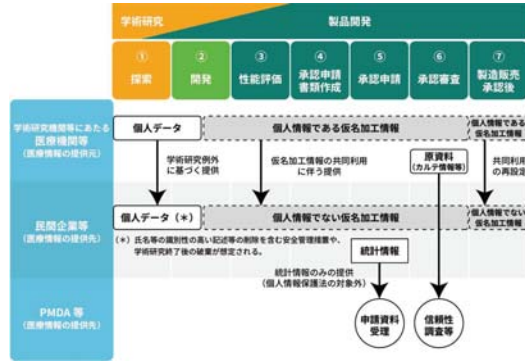 学術研究
製品開発
①
探索
②
開発
③
性能評価
④
承認申請
書類作成
⑤
承認申請
⑥
承認審査
⑦
製造販売
承認後
学術研究機関等にあたる
医療機関等
(医療情報の提供元)
個人データ
個人情報である仮名加工情報
個人情報である
仮名加工情報
学術研究例外
に基づく提供
仮名加工情報の共同利用
に伴う提供
原資料
(カルテ情報等)
共同利用
の再設定
民間企業等
(医療情報の提供先)
個人データ(*)
個人情報でない仮名加工情報
個人情報でない
仮名加工情報
(*)氏名等の識別性の高い記述等の削除を含む安全管理措置や、
学術研究終了後の破棄が想定される。
統計情報
統計情報のみの提供
(個人情報保護法の対象外)
PMDA 等
(医療情報の提供先)
申請資料
受理
信頼性
調査等